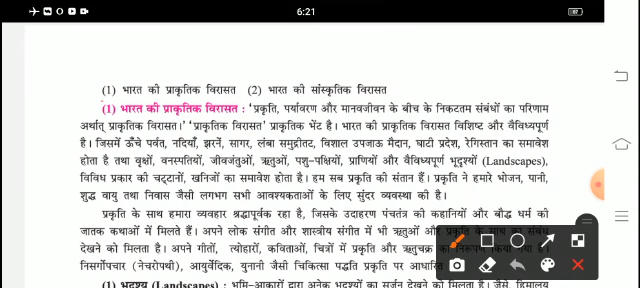 6:21
(1) भारत की प्राकृतिक विरासत (2) भारत की सांस्कृतिक विरासत
(1) भारत की प्राकृतिक विरासत : 'प्रकृति, पर्यावरण और मानवजीवन के बीच के निकटतम संबंधों का परिणाम
अर्थात् प्राकृतिक विरासत।' 'प्राकृतिक विरासत' प्राकृतिक भेंट है। भारत की प्राकृतिक विरासत विशिष्ट और वैविध्यपूर्ण
है। जिसमें ऊँचे पर्वत, नदियाँ, झरनें, सागर, लंबा समुद्रीतट, विशाल उपजाऊ मैदान, घाटी प्रदेश, रेगिस्तान का समावेश
होता है तथा वृक्षों, वनस्पतियों, जीवजंतुओं, ऋतुओं, पशु-पक्षियों, प्राणियों और वैविध्यपूर्ण भूदृश्यों (Landscapes),
विविध प्रकार की चट्टानों, खनिजों का समावेश होता है। हम सब प्रकृति की संतान हैं। प्रकृति ने हमारे भोजन, पानी,
शुद्ध वायु तथा निवास जैसी लगभग सभी आवश्यकताओं के लिए सुंदर व्यवस्था की है।
प्रकृति के साथ हमारा व्यवहार श्रद्धापूर्वक रहा है, जिसके उदाहरण पंचतंत्र की कहानियों और बौद्ध धर्म की
जातक कथाओं में मिलते हैं। अपने लोक संगीत और शास्त्रीय संगीत में भी ऋतुओं और प्रकृति के साथ का संबंध
देखने को मिलता है। अपने गीतों, त्योहारों, कविताओं, चित्रों में प्रकृति और ऋतुचक्र का निरूपण किया गया है।
निसर्गोपचार (नेचरोपथी), आयुर्वेदिक, युनानी जैसी चिकित्सा पद्धति प्रकृति पर आधारित
(1) भूदृश्य (Landscapes) : भूमि-आकारों द्वारा अनेक भूदृश्यों का सर्जन देखने को मिलता है। जैसे, हिमालय